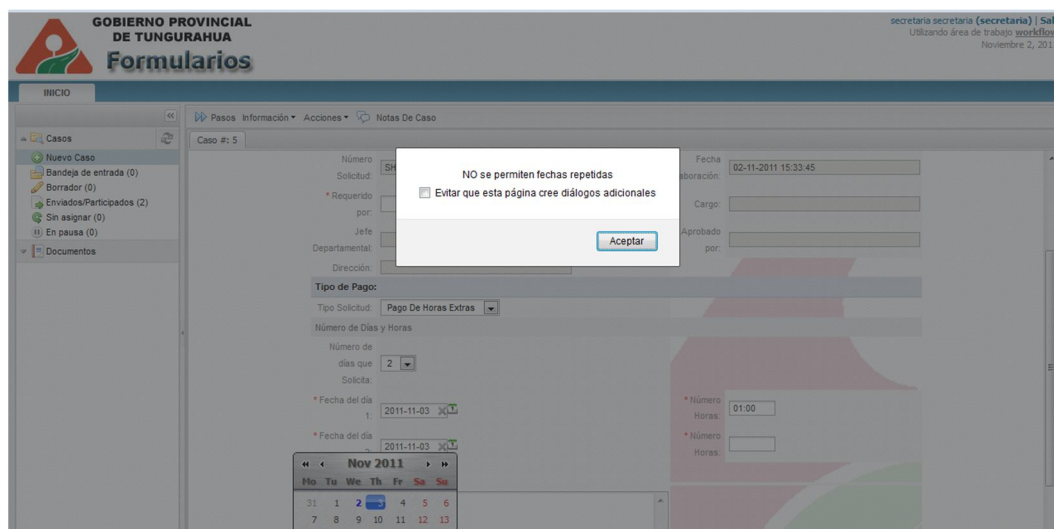 GOBIERNO PROVINCIAL
DE TUNGURAHUA
Formularios
secretaria secretaria (secretaria) | Sal
Utilizando área de trabajo workflow
Noviembre 2, 201
INICIO
Pasos Información Acciones Notas De Caso
Casos
Nuevo Caso
Bandeja de entrada (0)
Borrador (0)
Enviados/Participados (2)
Sin asignar (0)
En pausa (0)
Documentos
Caso #: 5
Número
Solicitud:
SH
Fecha
aboración:
02-11-2011 15:33:45
* Requerido
por:
Cargo:
Jefe
Departamental:
Aprobado
por:
Dirección:
NO se permiten fechas repetidas
Evitar que esta página cree diálogos adicionales
Aceptar
Tipo de Pago:
Tipo Solicitud: Pago De Horas Extras
Número de Días y Horas
Número de
días que
Solicita:
2
* Fecha del día
1:
2011-11-03
* Número
Horas:
01:00
* Fecha del día
2011-11-03
* Número
Horas:
Nov 2011
Mo Tu We Th Fr Sa Su
31 1 2 3 4 5 6
7 8 9 10 11 12 13